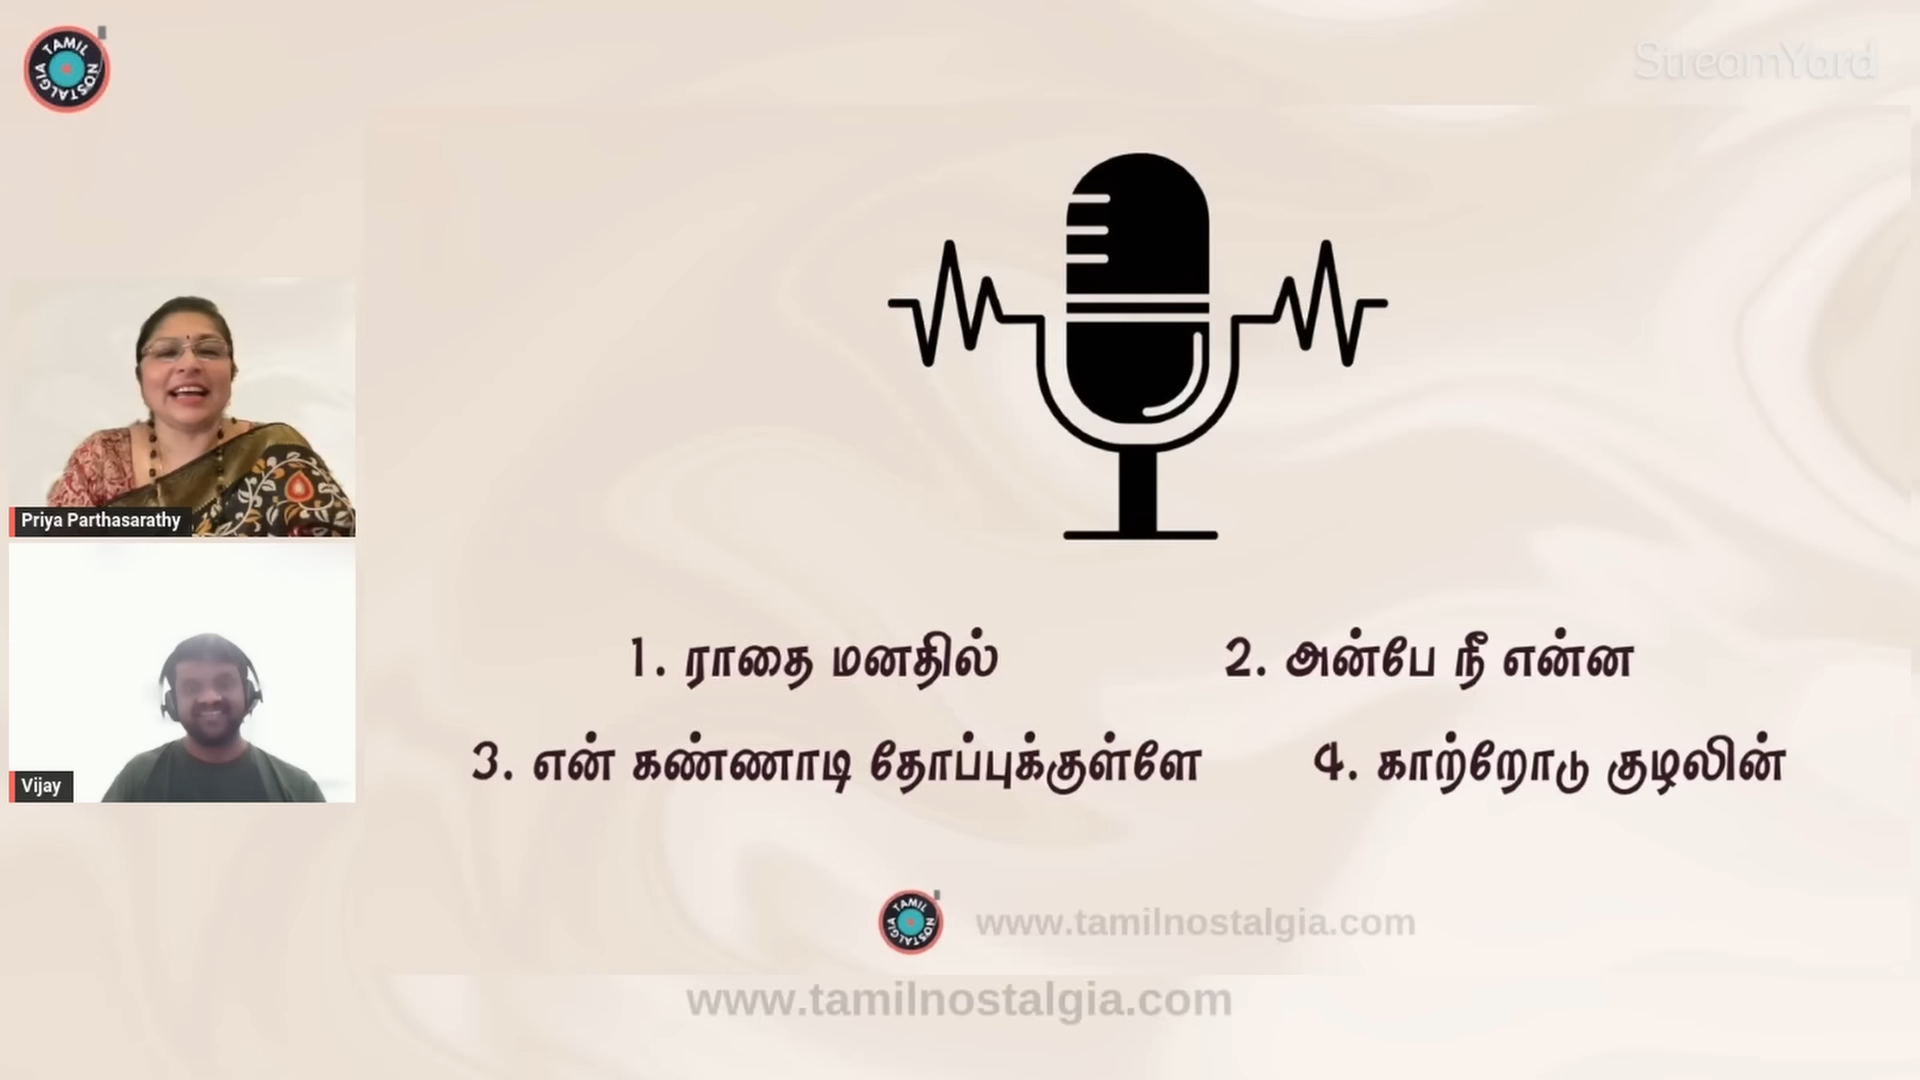 TAMIL NOSTALGIA
StreamYard
Priya Parthasarathy
Vijay
1. ராதை மனதில்
2. அன்பே நீ என்ன
3. என் கண்ணாடி தோப்புக்குள்ளே
4. காற்றோடு குழலின்
TAMIL NOSTALGIA
www.tamilnostalgia.com
www.tamilnostalgia.com